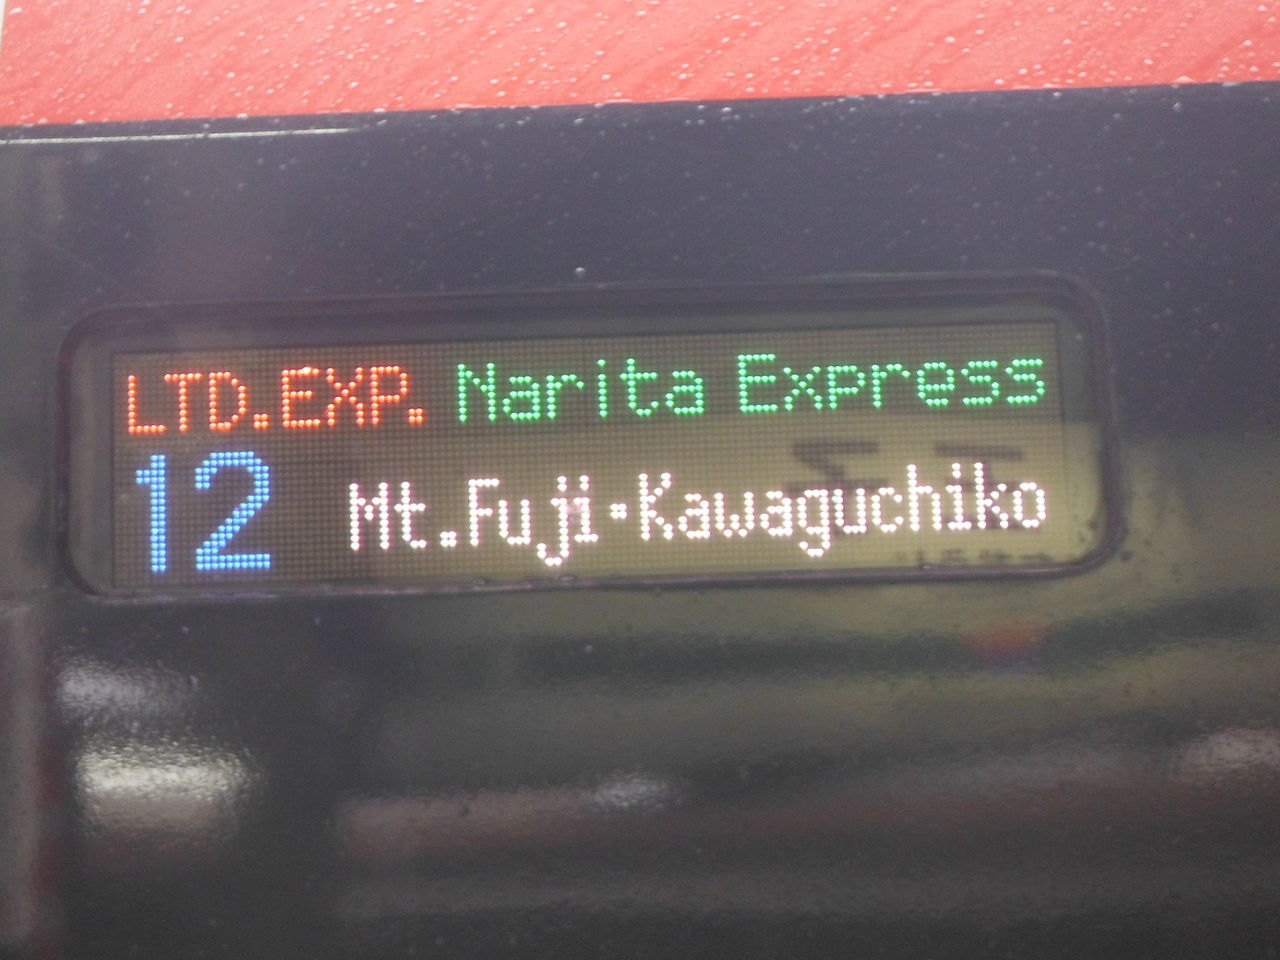 LTD.EXP. Narita Express
12 Mt.Fuji・Kawaguchiko